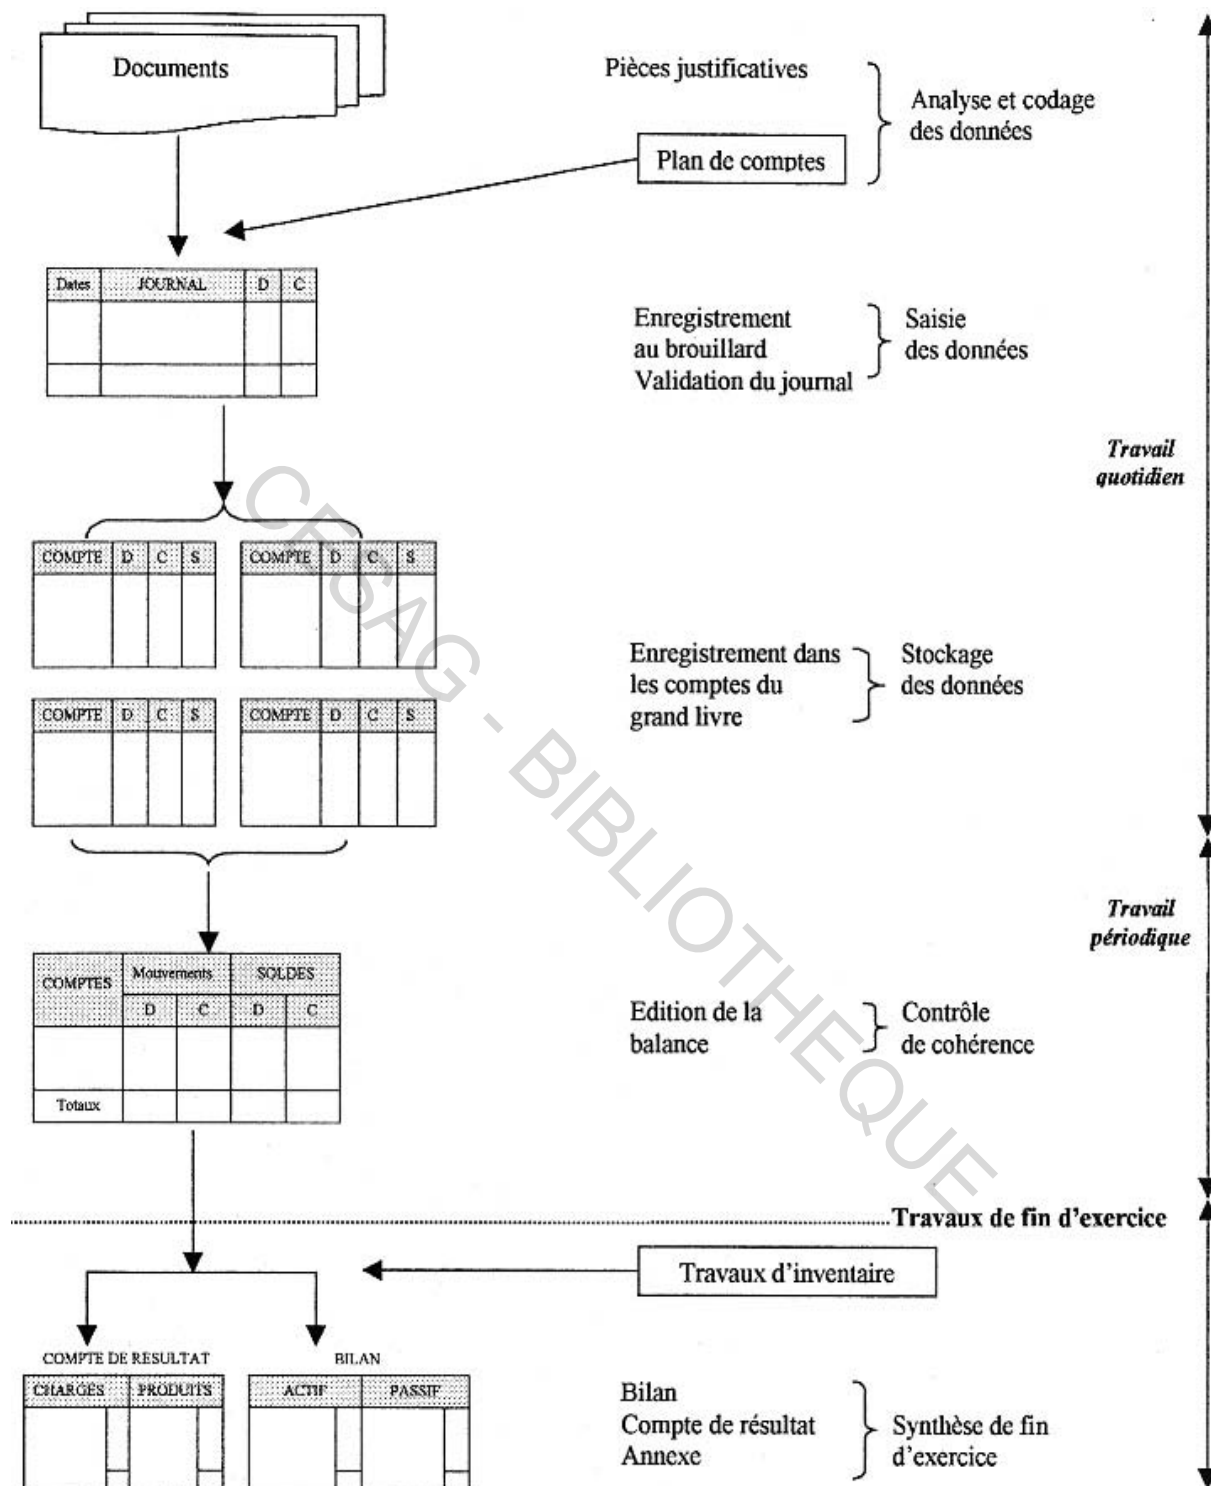 Documents
Pièces justificatives
Analyse et codage
des données
Plan de comptes
Dates JOURNAL D C
Enregistrement
au brouillard
Validation du journal
Saisie
des données
Travail
quotidien
COMPTE D C S
COMPTE D C S
Enregistrement dans
les comptes du
grand livre
Stockage
des données
COMPTE D C S
COMPTE D C S
Travail
périodique
COMPTES Mouvements SOLDES
D C D C
Totaux
Edition de la
balance
Contrôle
de cohérence
Travaux de fin d'exercice
Travaux d'inventaire
COMPTE DE RESULTAT
BILAN
CHARGES PRODUITS
ACTIF PASSIF
Bilan
Compte de résultat
Annexe
Synthèse de fin
d'exercice
CESAG - BIBLIOTHEQUE